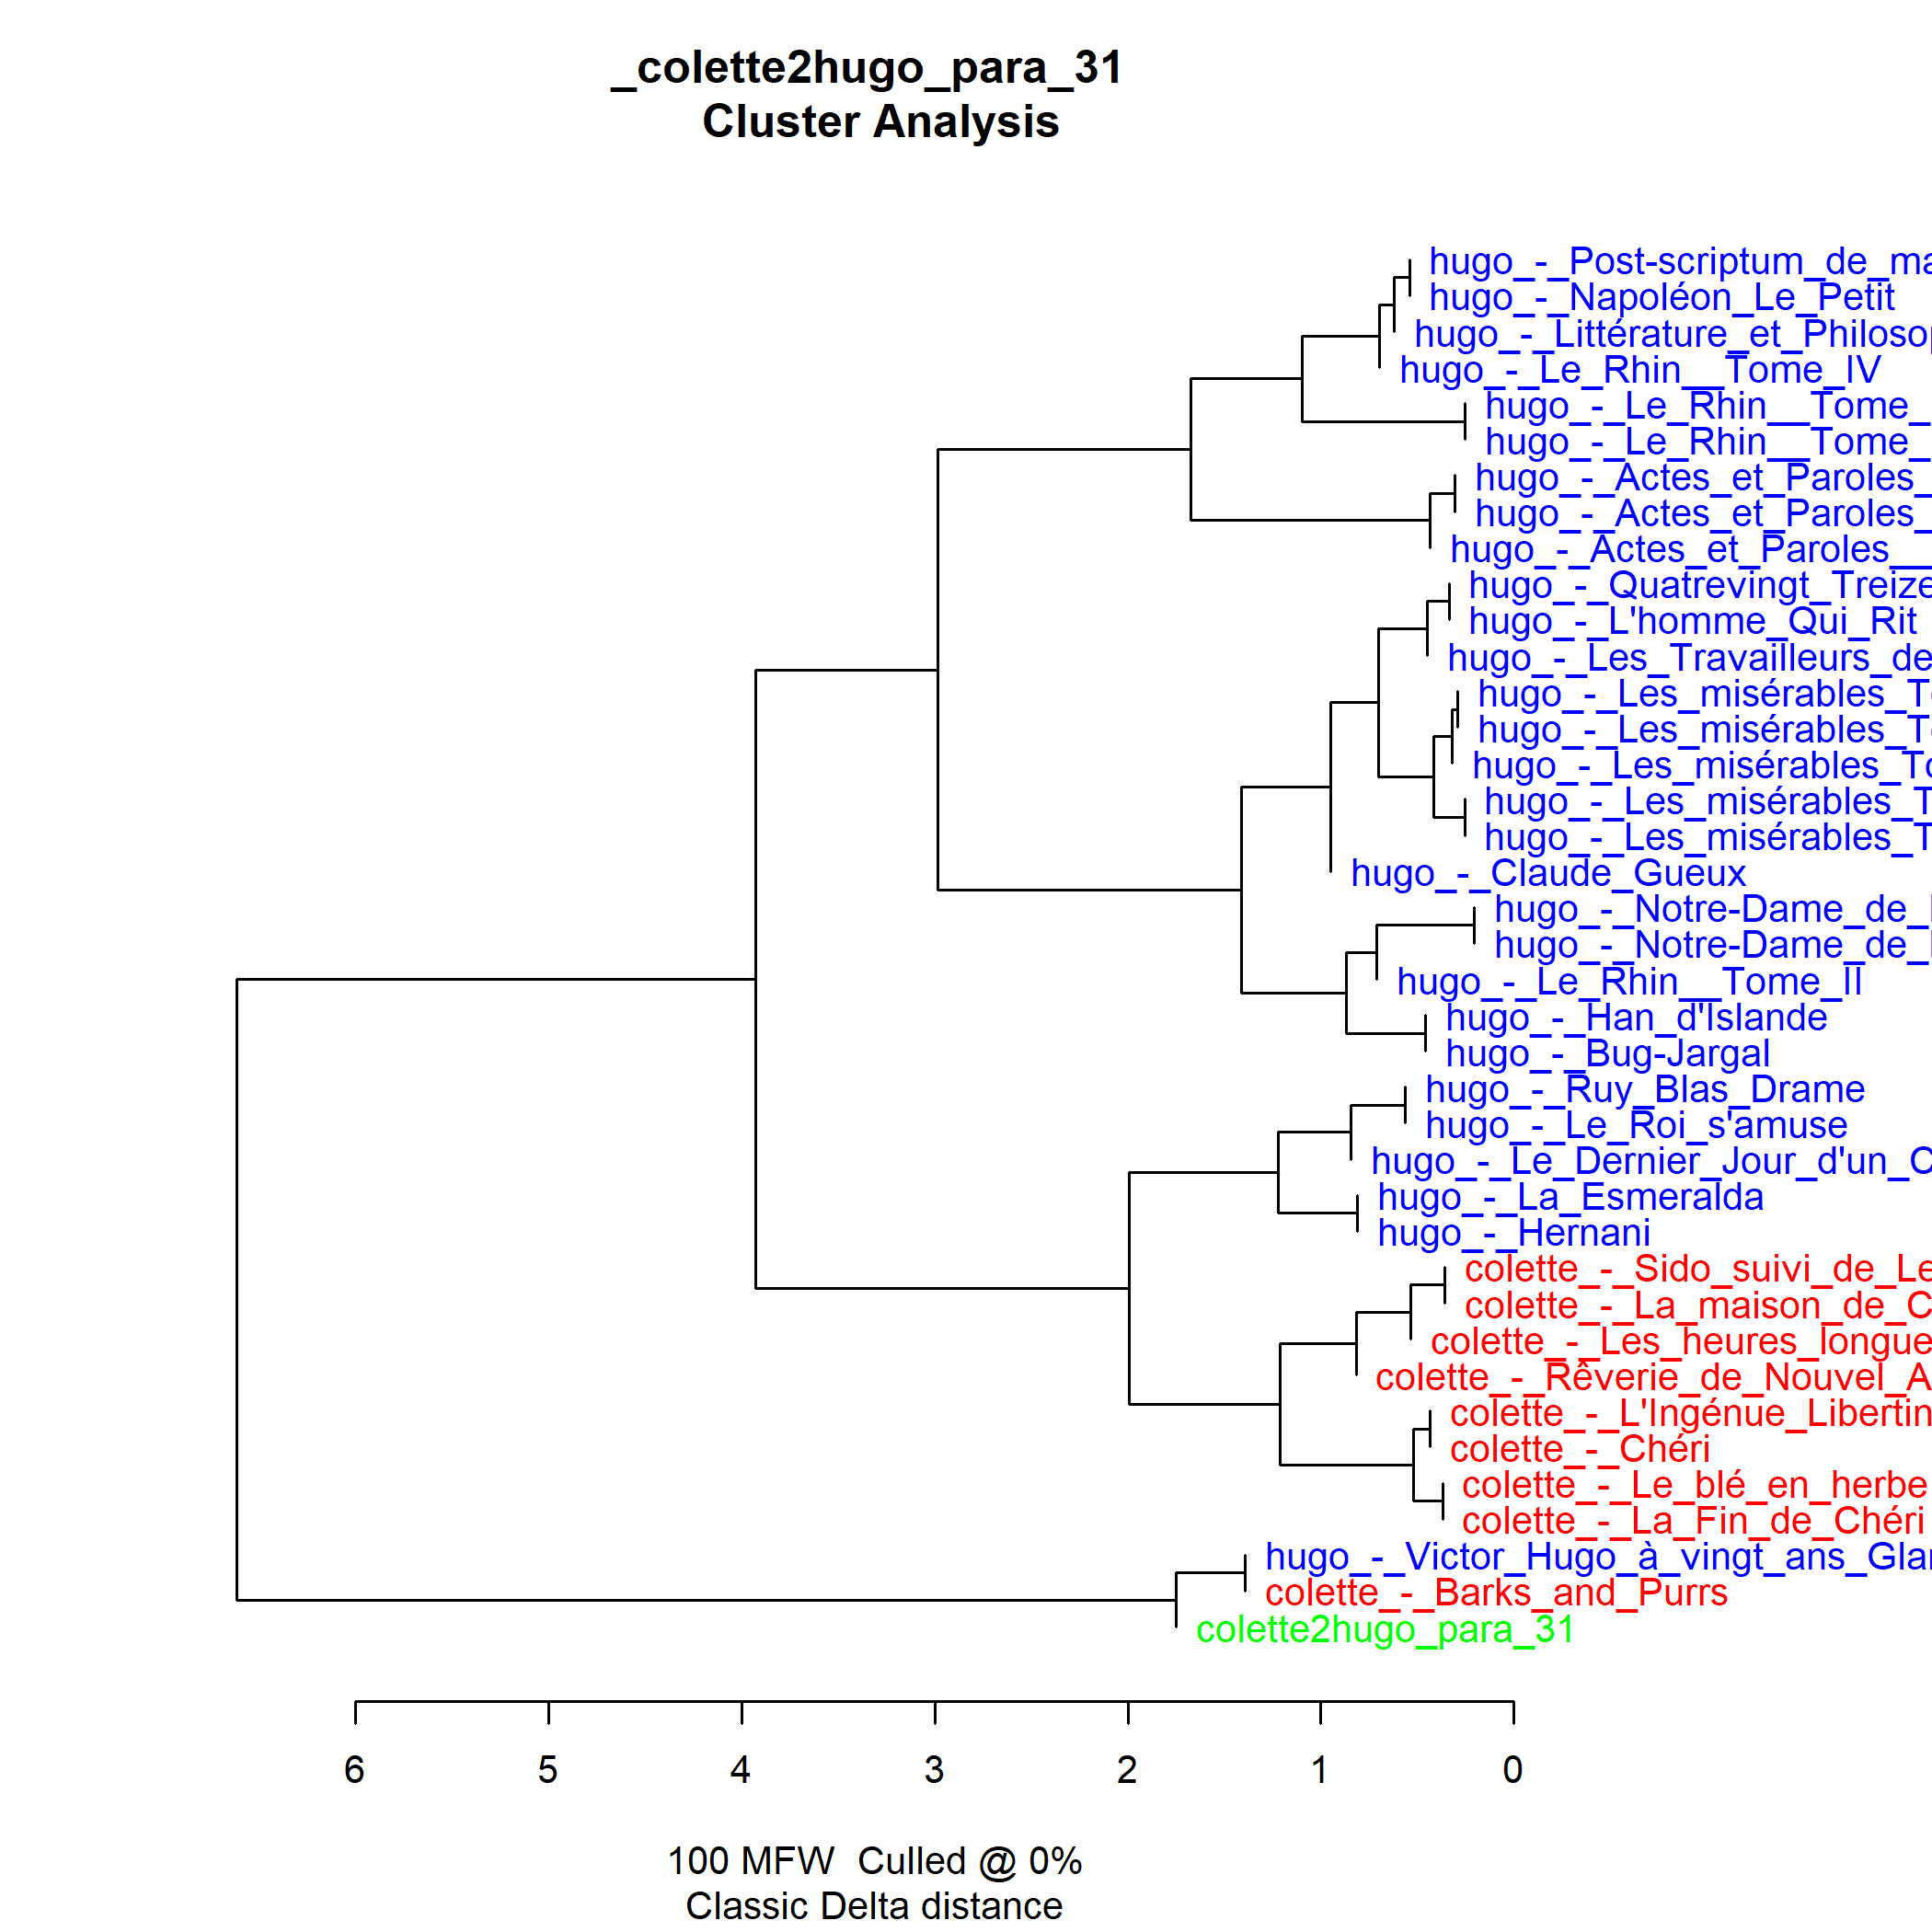 _colette2hugo_para_31
Cluster Analysis
hugo_-_Post-scriptum_de_ma
hugo_-_Napoléon_Le_Petit
hugo_-_Littérature_et_Philosop
hugo_-_Le_Rhin__Tome_IV
hugo_-_Le_Rhin__Tome_
hugo_-_Le_Rhin__Tome_
hugo_-_Actes_et_Paroles_
hugo_-_Actes_et_Paroles_
hugo_-_Actes_et_Paroles__
hugo_-_Quatrevingt_Treize
hugo_-_L'homme_Qui_Rit
hugo_-_Les_Travailleurs_de
hugo_-_Les_misérables_To
hugo_-_Les_misérables_To
hugo_-_Les_misérables_To
hugo_-_Les_misérables_T
hugo_-_Les_misérables_T
hugo_-_Claude_Gueux
hugo_-_Notre-Dame_de_
hugo_-_Notre-Dame_de_
hugo_-_Le_Rhin__Tome_II
hugo_-_Han_d'Islande
hugo_-_Bug-Jargal
hugo_-_Ruy_Blas_Drame
hugo_-_Le_Roi_s'amuse
hugo_-_Le_Dernier_Jour_d'un_C
hugo_-_La_Esmeralda
hugo_-_Hernani
colette_-_Sido_suivi_de_Le
colette_-_La_maison_de_C
colette_-_Les_heures_longue
colette_-_Rêverie_de_Nouvel_A
colette_-_L'Ingénue_Libertin
colette_-_Chéri
colette_-_Le_blé_en_herbe
colette_-_La_Fin_de_Chéri
hugo_-_Victor_Hugo_à_vingt_ans_Glan
colette_-_Barks_and_Purrs
colette2hugo_para_31
6 5 4 3 2 1 0
100 MFW  Culled @ 0%
Classic Delta distance